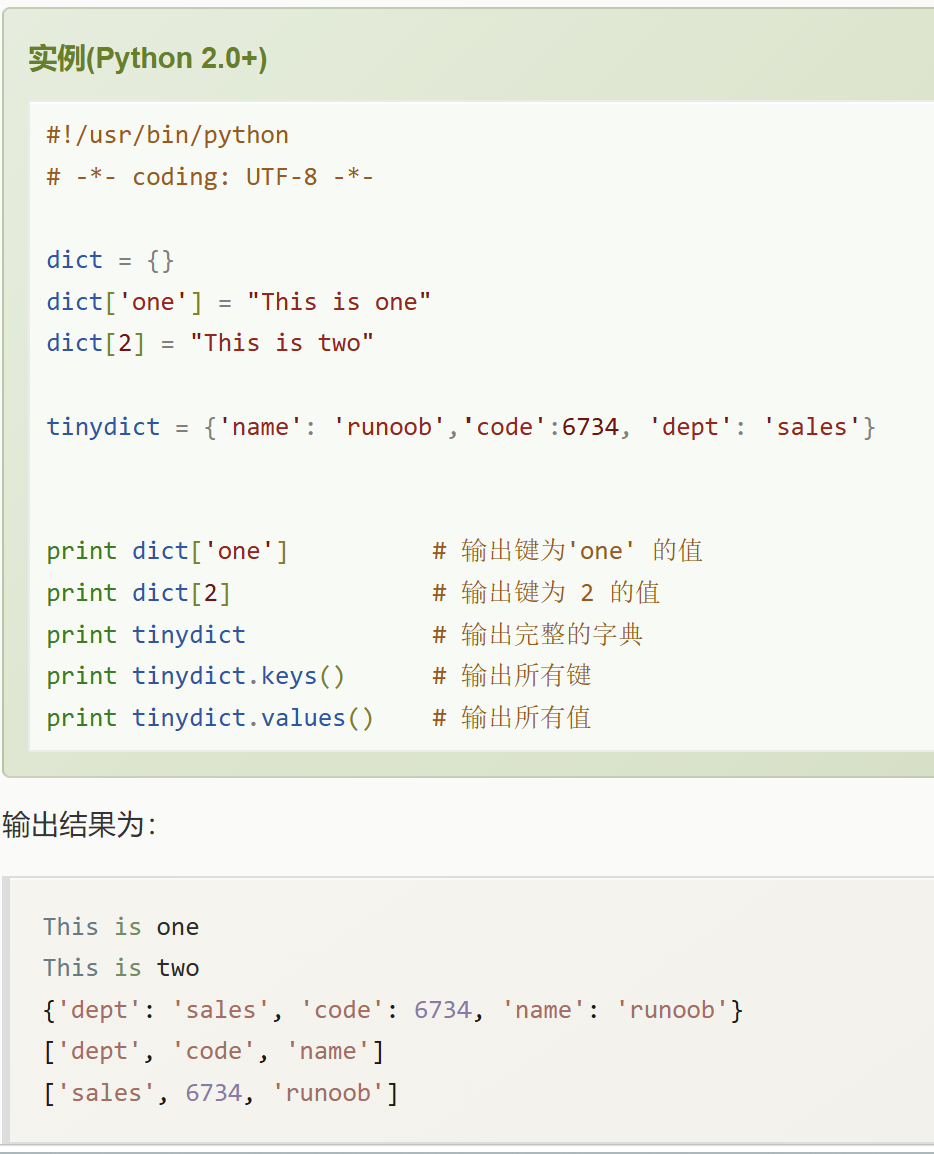 实例(Python 2.0+)
#!/usr/bin/python
# -*- coding: UTF-8 -*-
dict = {}
dict['one'] = "This is one"
dict[2] = "This is two"
tinydict = {'name': 'runoob','code':6734, 'dept': 'sales'}
print dict['one']          # 输出键为'one' 的值
print dict[2]              # 输出键为 2 的值
print tinydict             # 输出完整的字典
print tinydict.keys()      # 输出所有键
print tinydict.values()    # 输出所有值
输出结果为：
This is one
This is two
{'dept': 'sales', 'code': 6734, 'name': 'runoob'}
['dept', 'code', 'name']
['sales', 6734, 'runoob']